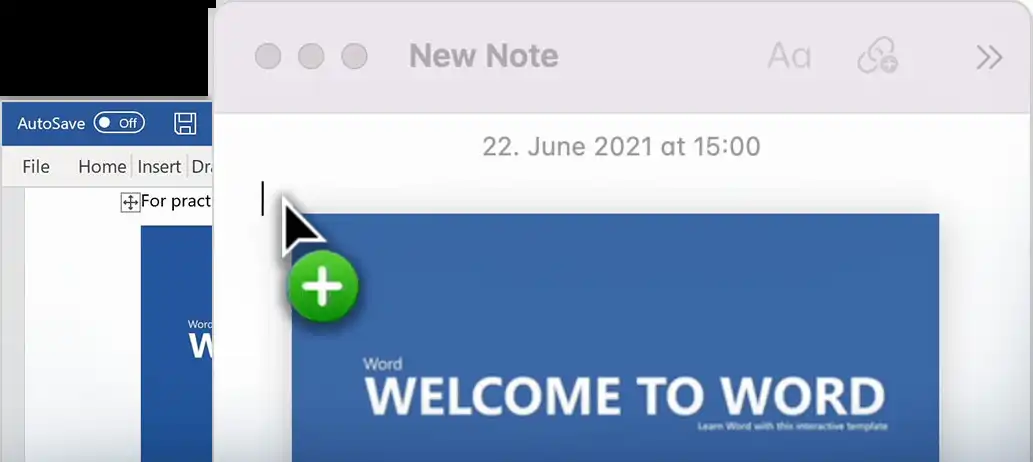 New Note
Aa
22. June 2021 at 15:00
AutoSave Off
File Home Insert
For pract
Word
W
Word
WELCOME TO WORD
Learn Word with this interactive template